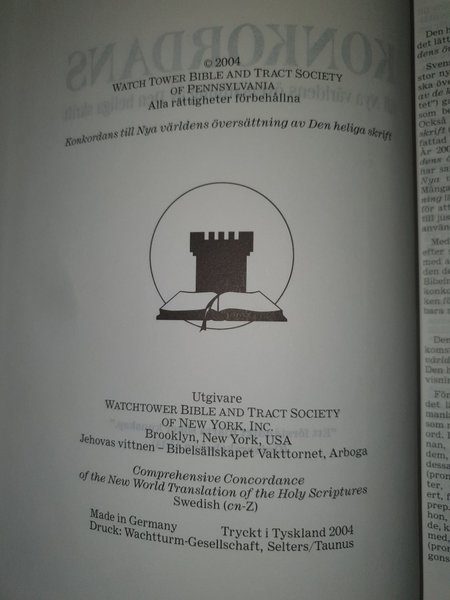 © 2004
WATCH TOWER BIBLE AND TRACT SOCIETY
OF PENNSYLVANIA
Alla rättigheter förbehållna
Konkordans till Nya världens översättning av Den heliga skrift
Utgivare
WATCHTOWER BIBLE AND TRACT SOCIETY
OF NEW YORK, INC.
Brooklyn, New York, USA
Jehovas vittnen – Bibelsällskapet Vakttornet, Arboga
Comprehensive Concordance
of the New World Translation of the Holy Scriptures
Swedish (cn-Z)
Made in Germany
Tryckt i Tyskland 2004
Druck: Wachtturm-Gesellschaft, Selters/Taunus